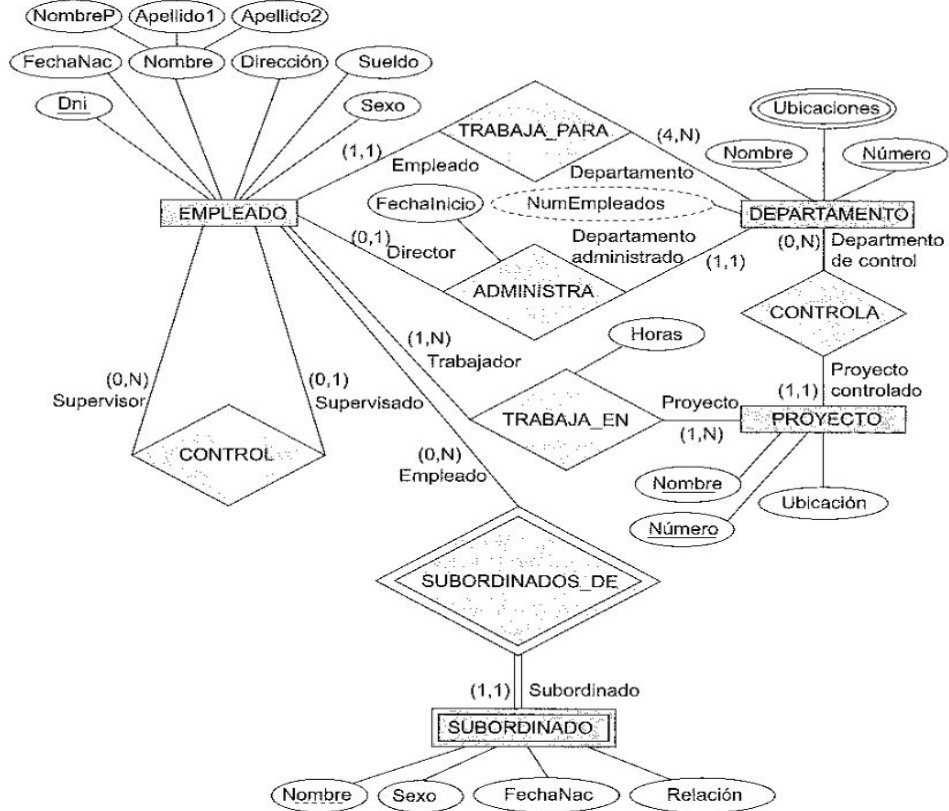 NombreP Apellido1 Apellido2
FechaNac Nombre Dirección Sueldo
Dni Sexo
TRABAJA_PARA
Ubicaciones
(1,1) (4,N)
Empleado Departamento
Nombre Número
EMPLEADO
FechaInicio
NumEmpleados
DEPARTAMENTO
(0,1)
Director
Departamento
administrado
(1,1)
(0,N) Departmento
de control
ADMINISTRA
CONTROLA
Horas
(1,N)
Trabajador
(0,N)
Supervisor
(0,1)
Supervisado
Proyecto
controlado
(1,1)
TRABAJA_EN
Proyecto
(1,N)
PROYECTO
CONTROL
(0,N)
Empleado
Nombre
Número
Ubicación
SUBORDINADOS_DE
(1,1) Subordinado
SUBORDINADO
Nombre Sexo FechaNac Relación